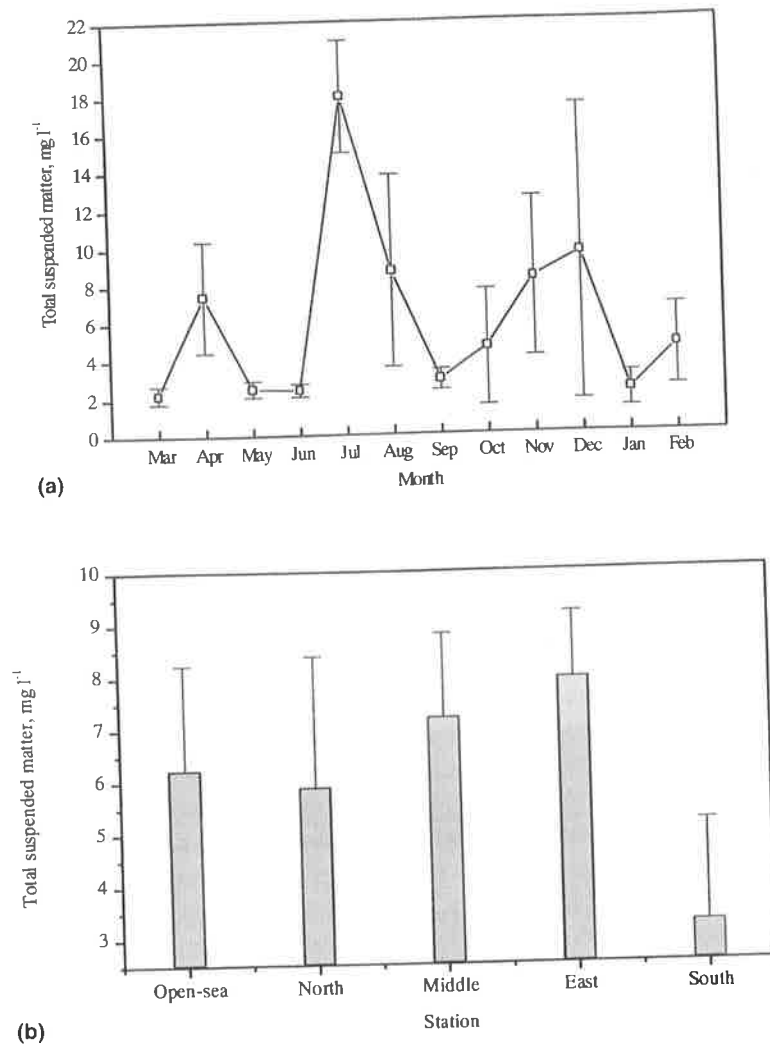 22
20
18
16
14
12
10
8
6
4
2
0
Total suspended matter, mg l⁻¹
Mar Apr May Jun Jul Aug Sep Oct Nov Dec Jan Feb
Month
(a)
10
9
8
7
6
5
4
3
Total suspended matter, mg l⁻¹
Open-sea North Middle East South
Station
(b)